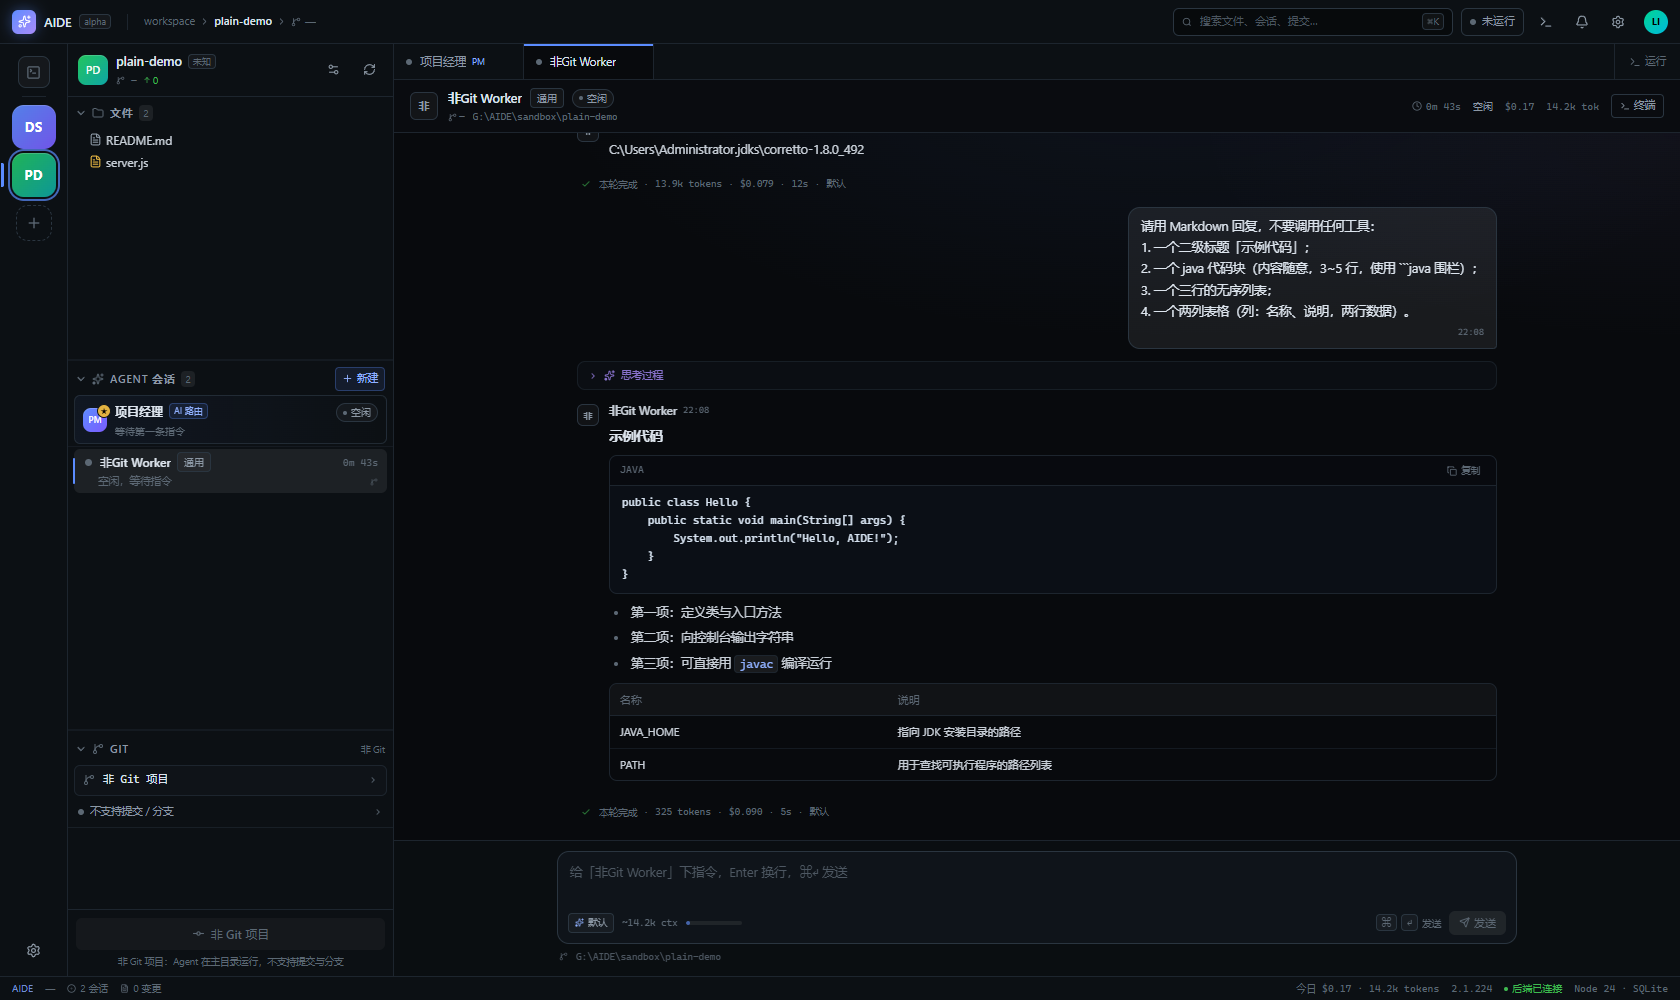 AIDE alpha workspace › plain-demo › —
搜索文件、会话、提交... ⌘K 未运行 LI
DS
PD
PD plain-demo 未知
— ↑0
文件 2
README.md
server.js
AGENT 会话 2 + 新建
PM 项目经理 AI 路由 空闲
等待第一条指令
非Git Worker 通用 0m 43s
空闲，等待指令
GIT 非 Git
非 Git 项目
不支持提交 / 分支
非 Git 项目
非 Git 项目：Agent 在主目录运行，不支持提交与分支
项目经理 PM 非Git Worker 运行
非 非Git Worker 通用 空闲
— G:\AIDE\sandbox\plain-demo
0m 43s 空闲 $0.17 14.2k tok 终端
C:\Users\Administrator.jdks\corretto-1.8.0_492
本轮完成 · 13.9k tokens · $0.079 · 12s · 默认
请用 Markdown 回复，不要调用任何工具：
1. 一个二级标题「示例代码」；
2. 一个 java 代码块（内容随意，3~5 行，使用 ```java 围栏）；
3. 一个三行的无序列表；
4. 一个两列表格（列：名称、说明，两行数据）。
22:08
思考过程
非 非Git Worker 22:08
示例代码
JAVA 复制
public class Hello {
    public static void main(String[] args) {
        System.out.println("Hello, AIDE!");
    }
}
• 第一项：定义类与入口方法
• 第二项：向控制台输出字符串
• 第三项：可直接用 javac 编译运行
名称 说明
JAVA_HOME 指向 JDK 安装目录的路径
PATH 用于查找可执行程序的路径列表
本轮完成 · 325 tokens · $0.090 · 5s · 默认
给「非Git Worker」下指令，Enter 换行，⌘↵ 发送
默认 ~14.2k ctx ⌘ ↵ 发送 发送
G:\AIDE\sandbox\plain-demo
AIDE — 2 会话 0 变更
今日 $0.17 · 14.2k tokens 2.1.224 后端已连接 Node 24 · SQLite